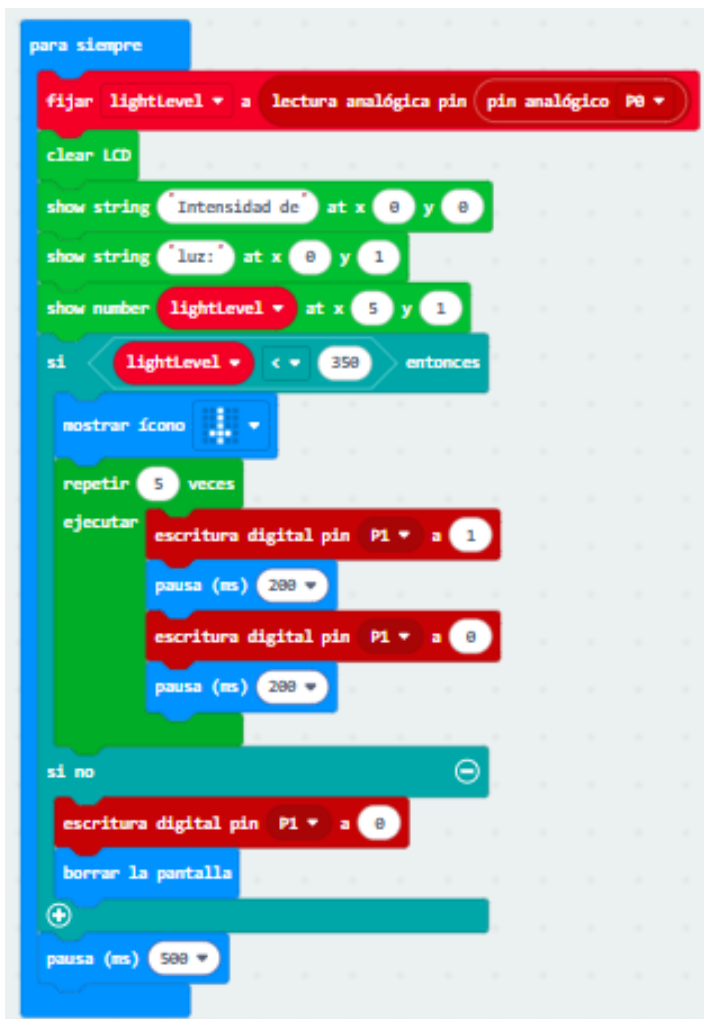 para siempre
fijar lightLevel a lectura analógica pin pin analógico P0
clear LCD
show string "Intensidad de" at x 0 y 0
show string "luz:" at x 0 y 1
show number lightLevel at x 5 y 1
si lightLevel < 350 entonces
mostrar ícono
repetir 5 veces
ejecutar
escritura digital pin P1 a 1
pausa (ms) 200
escritura digital pin P1 a 0
pausa (ms) 200
si no
escritura digital pin P1 a 0
borrar la pantalla
pausa (ms) 500